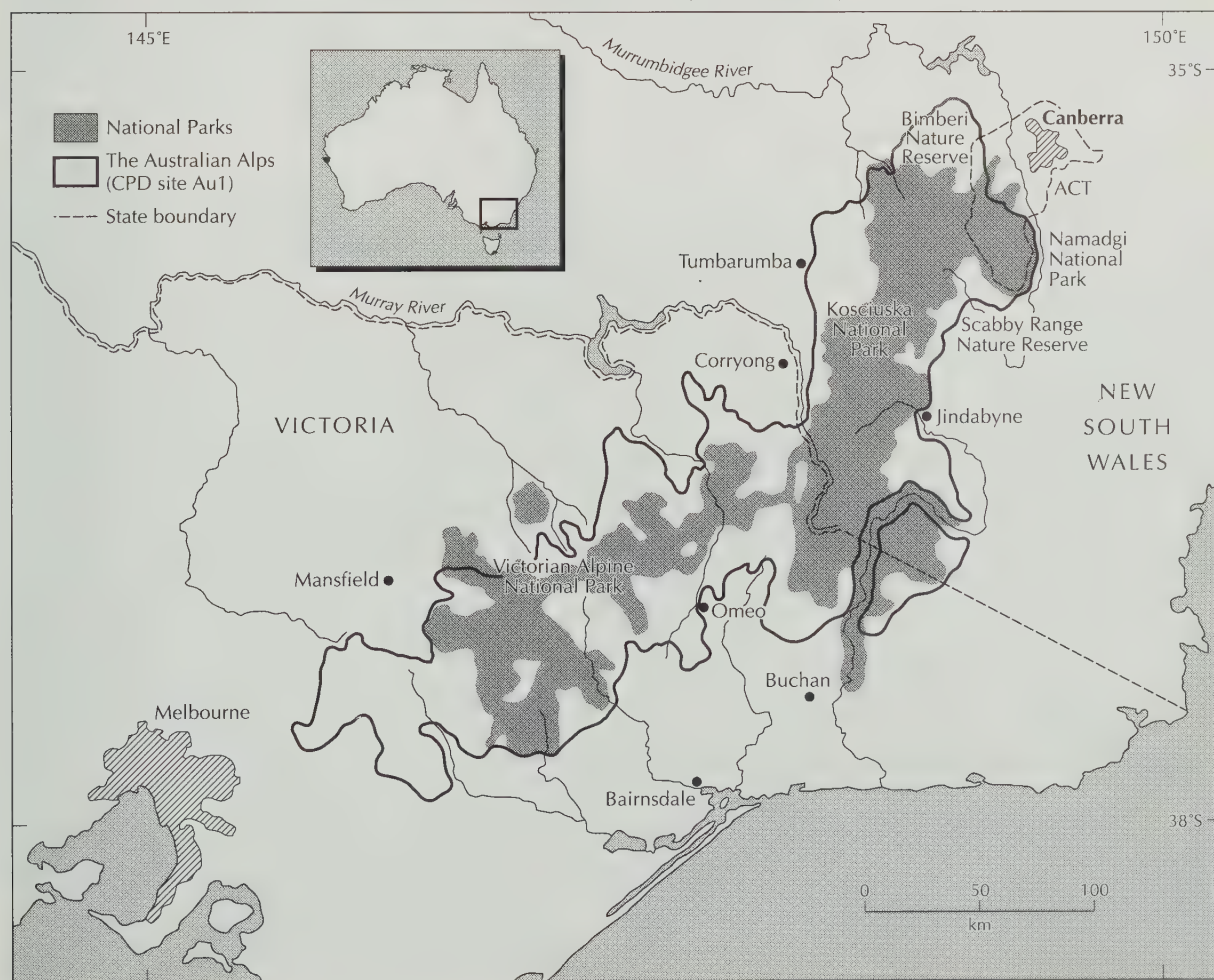 145°E
150°E
35°S
Murrumbidgee River
National Parks
The Australian Alps
(CPD site Au1)
State boundary
Bimberi
Nature
Reserve
Canberra
ACT
Namadgi
National
Park
Tumbarumba
Murray River
Kosciuska
National
Park
Scabby Range
Nature Reserve
Corryong
VICTORIA
Jindabyne
NEW
SOUTH
WALES
Mansfield
Victorian Alpine
National Park
Omeo
Buchan
Melbourne
Bairnsdale
38°S
0
50
100
km